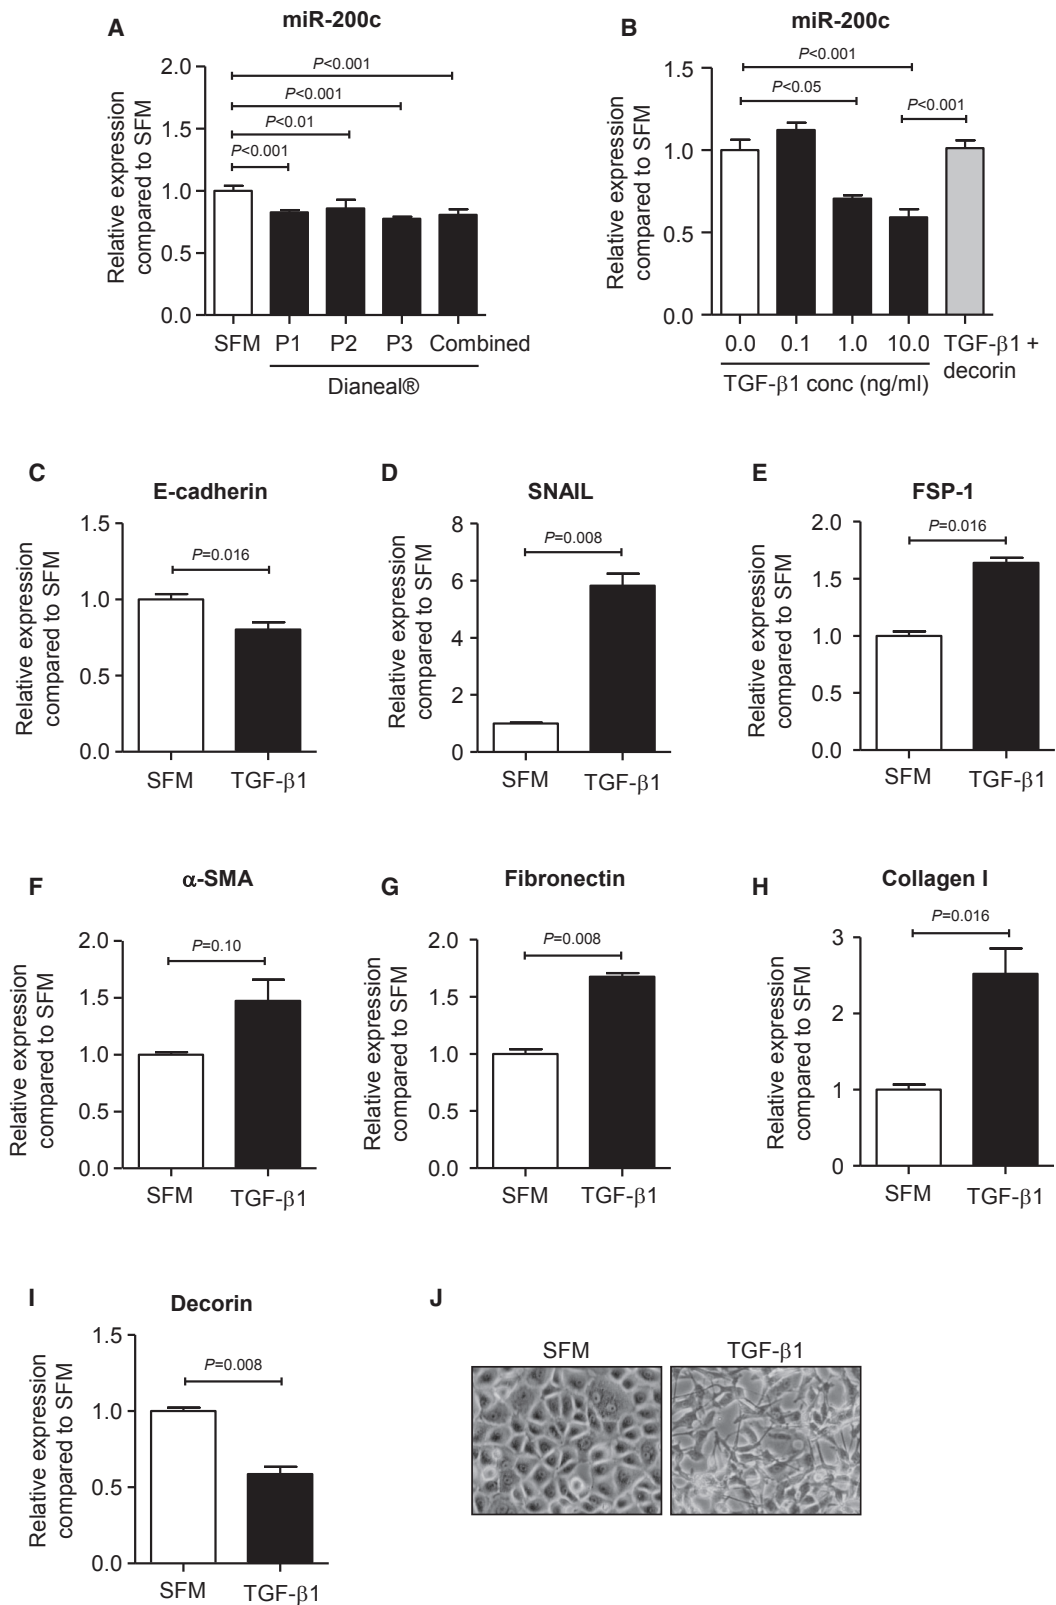 A
miR-200c
Relative expression
compared to SFM
2.0
1.5
1.0
0.5
0.0
P<0.001
P<0.001
P<0.01
P<0.001
SFM P1 P2 P3 Combined
Dianeal®
B
miR-200c
Relative expression
compared to SFM
1.5
1.0
0.5
0.0
P<0.001
P<0.05
P<0.001
0.0 0.1 1.0 10.0 TGF-β1 +
decorin
TGF-β1 conc (ng/ml)
C
E-cadherin
Relative expression
compared to SFM
1.5
1.0
0.5
0.0
P=0.016
SFM TGF-β1
D
SNAIL
Relative expression
compared to SFM
8
6
4
2
0
P=0.008
SFM TGF-β1
E
FSP-1
Relative expression
compared to SFM
2.0
1.5
1.0
0.5
0.0
P=0.016
SFM TGF-β1
F
α-SMA
Relative expression
compared to SFM
2.0
1.5
1.0
0.5
0.0
P=0.10
SFM TGF-β1
G
Fibronectin
Relative expression
compared to SFM
2.0
1.5
1.0
0.5
0.0
P=0.008
SFM TGF-β1
H
Collagen I
Relative expression
compared to SFM
3
2
1
0
P=0.016
SFM TGF-β1
I
Decorin
Relative expression
compared to SFM
1.5
1.0
0.5
0.0
P=0.008
SFM TGF-β1
J
SFM TGF-β1